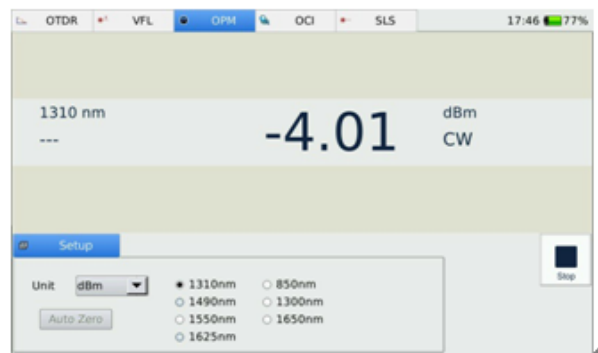 OTDR VFL OPM OCI SLS 17:46 77%
1310 nm -4.01 dBm
--- CW
Setup
Stop
Unit dBm 1310nm 850nm
1490nm 1300nm
Auto Zero 1550nm 1650nm
1625nm